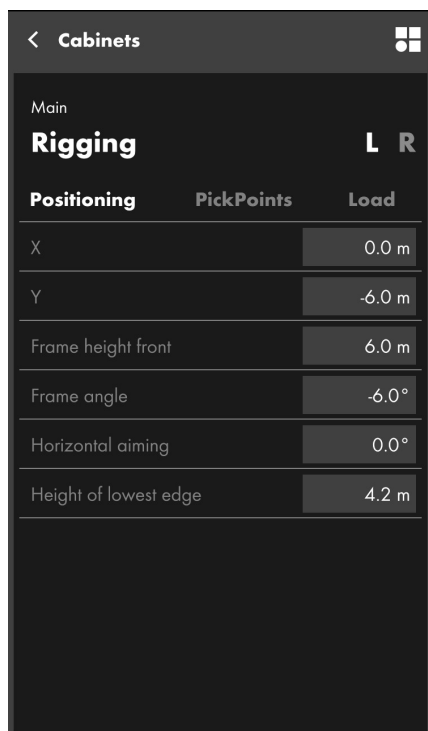 Cabinets
Main
Rigging L R
Positioning PickPoints Load
X 0.0 m
Y -6.0 m
Frame height front 6.0 m
Frame angle -6.0°
Horizontal aiming 0.0°
Height of lowest edge 4.2 m